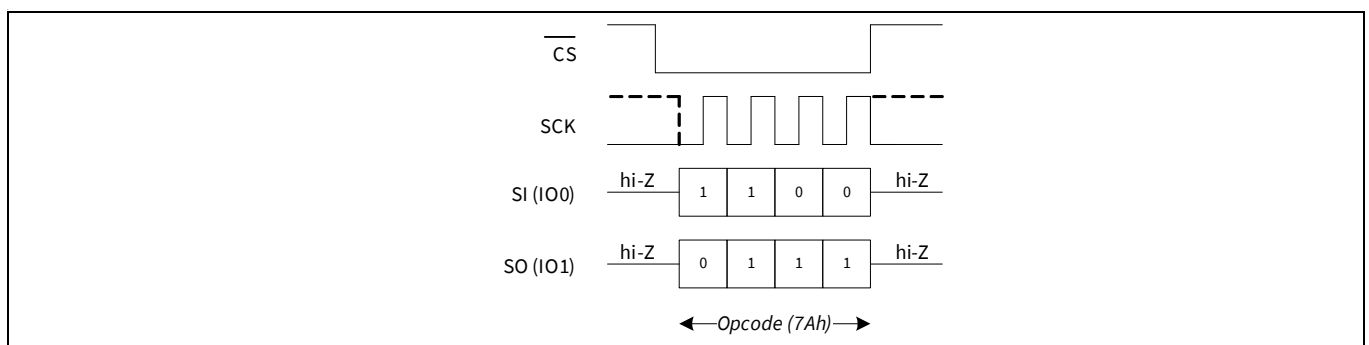 CS
SCK
SI (IO0) hi-Z 1 1 0 0 hi-Z
SO (IO1) hi-Z 0 1 1 1 hi-Z
Opcode (7Ah)